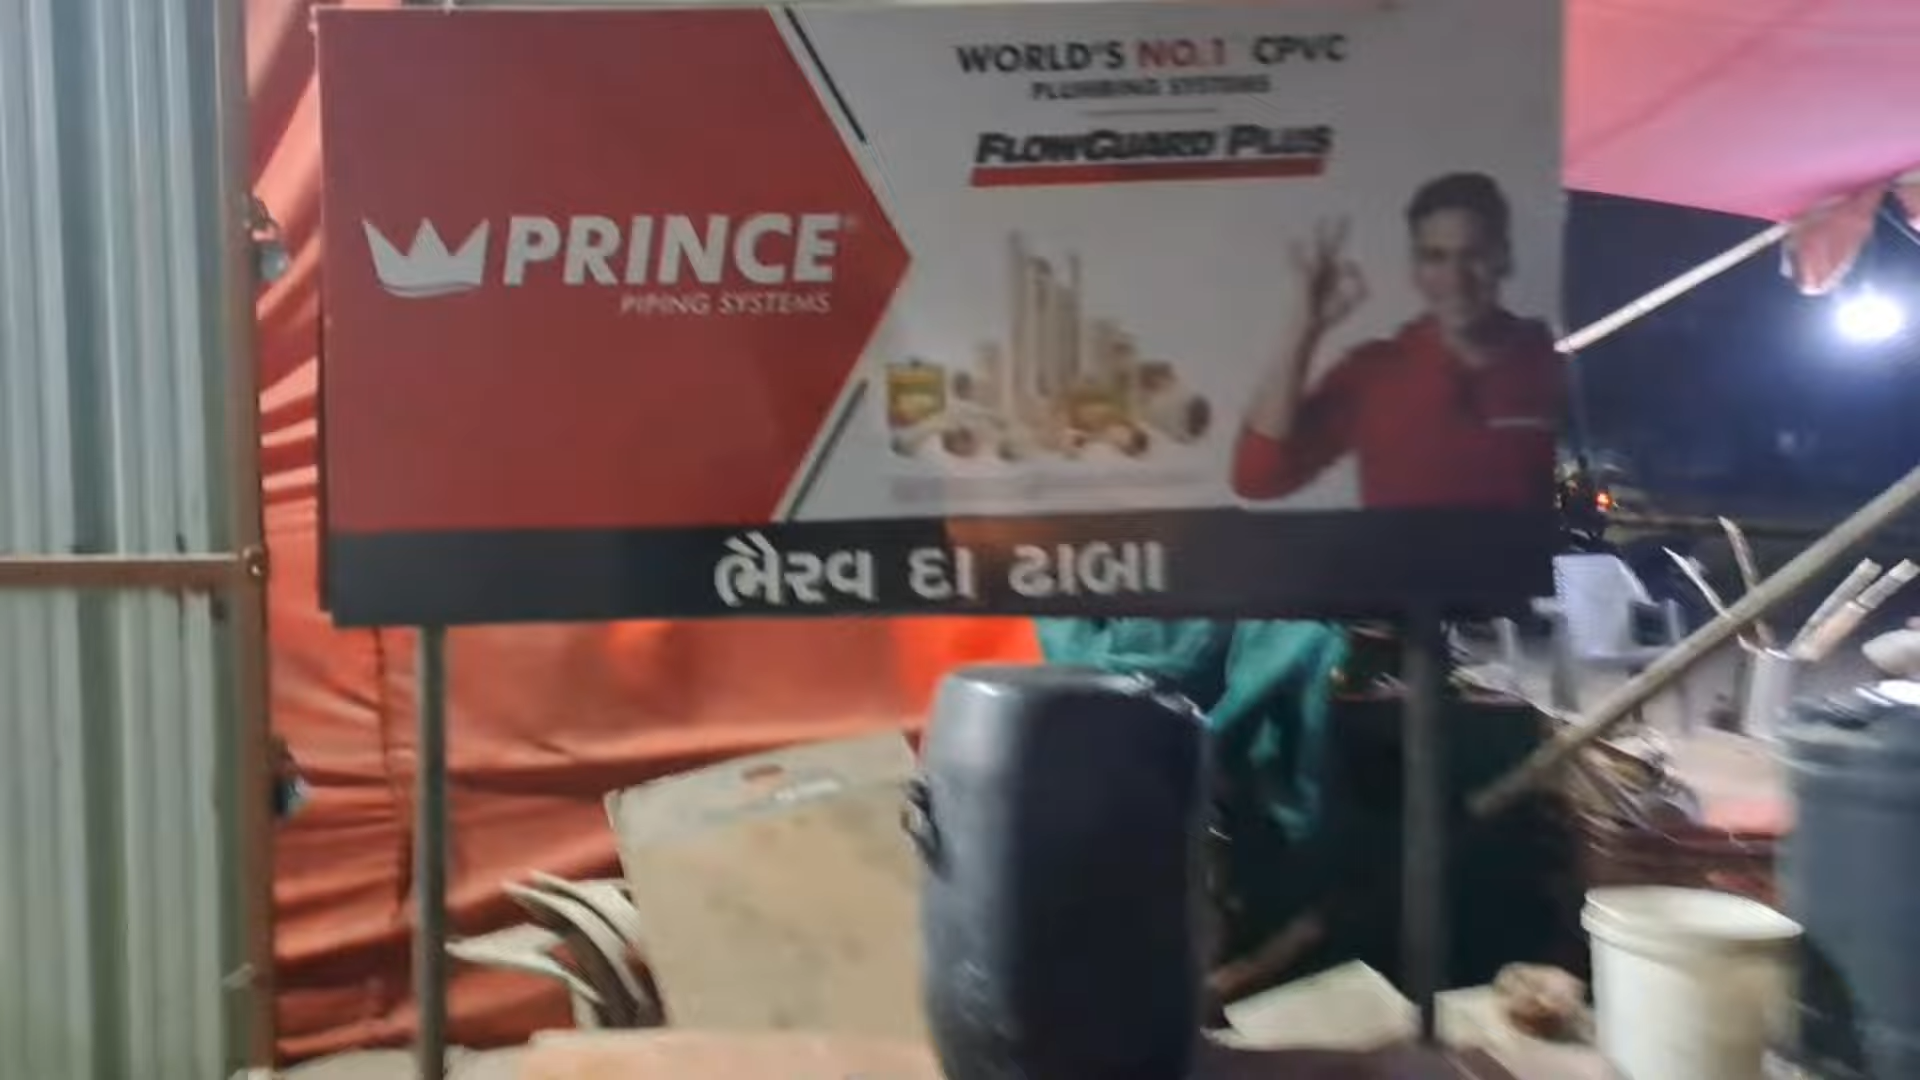 PRINCE
PIPING SYSTEMS
WORLD'S NO.1 CPVC
PLUMBING SYSTEMS
FLOWGUARD PLUS
ભૈરવ દા ઢાબા